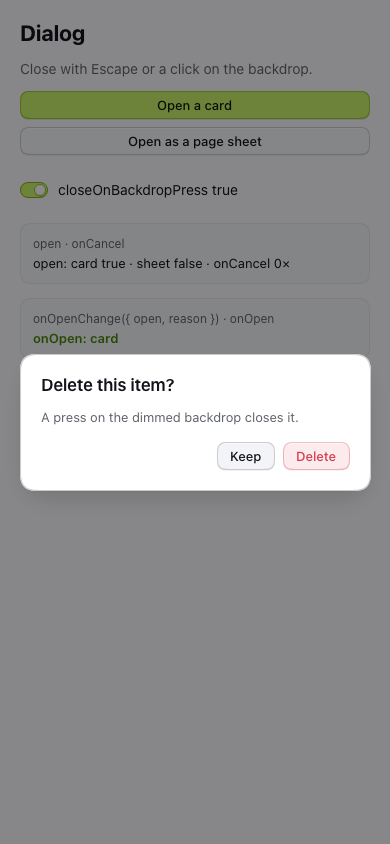 Dialog
Close with Escape or a click on the backdrop.
Open a card
Open as a page sheet
closeOnBackdropPress true
open · onCancel
open: card true · sheet false · onCancel 0×
onOpenChange({ open, reason }) · onOpen
onOpen: card
Delete this item?
A press on the dimmed backdrop closes it.
Keep
Delete